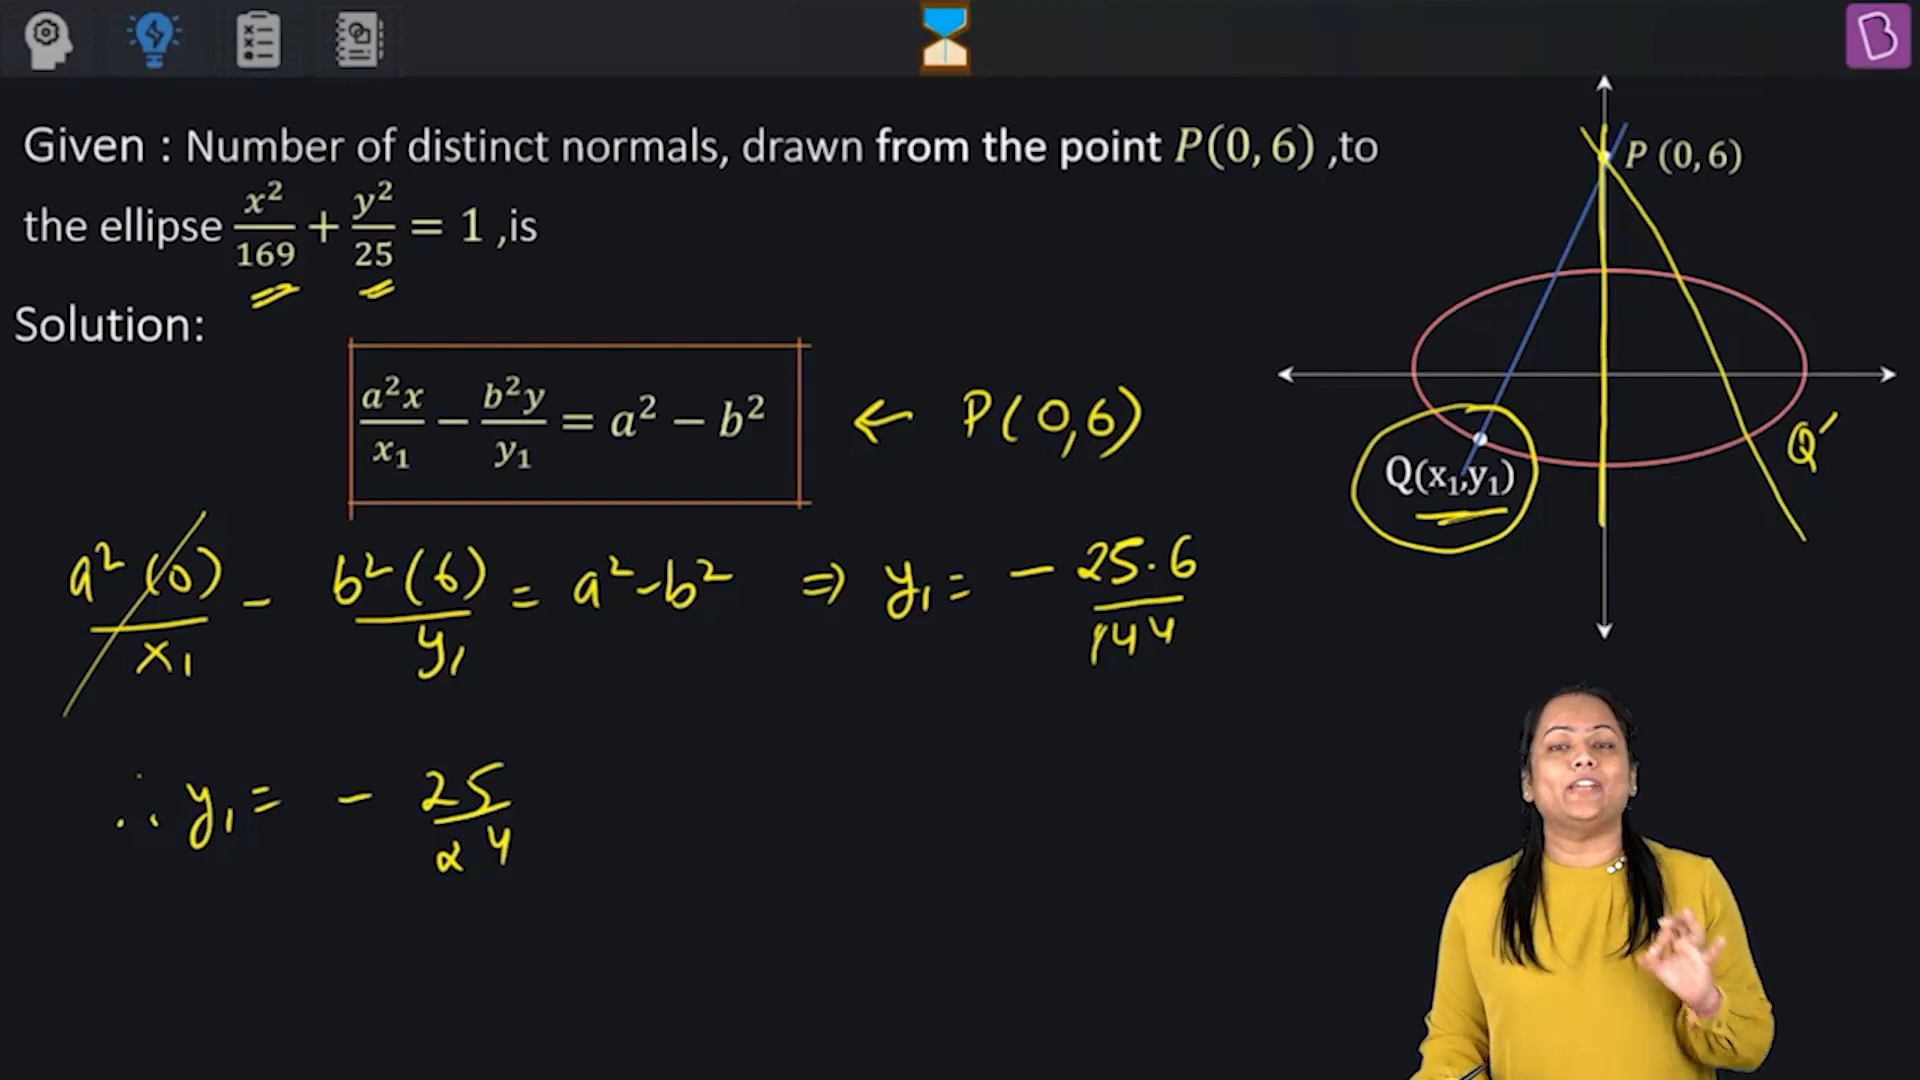 Given : Number of distinct normals, drawn from the point P(0, 6) ,to
the ellipse x²/169 + y²/25 = 1 ,is
Solution:
a²x/x₁ − b²y/y₁ = a² − b² ← P(0,6)
a²(0)/x₁ − b²(6)/y₁ = a² − b² ⇒ y₁ = − 25·6/144
∴ y₁ = − 25/24
P (0, 6)
Q(x₁,y₁)
Q′
B